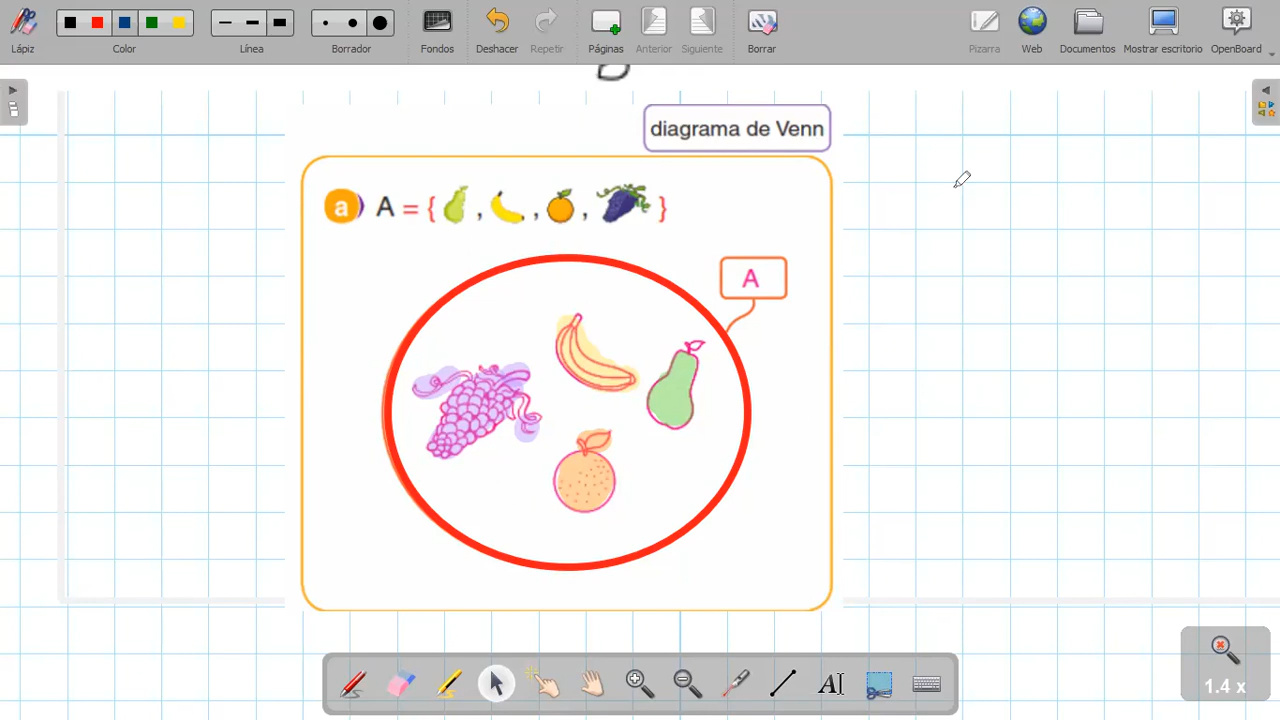 Lápiz Color Línea Borrador Fondos Deshacer Repetir Páginas Anterior Siguiente Borrar Pizarra Web Documentos Mostrar escritorio OpenBoard
diagrama de Venn
a) A = { , , , }
A
AI
1.4 x